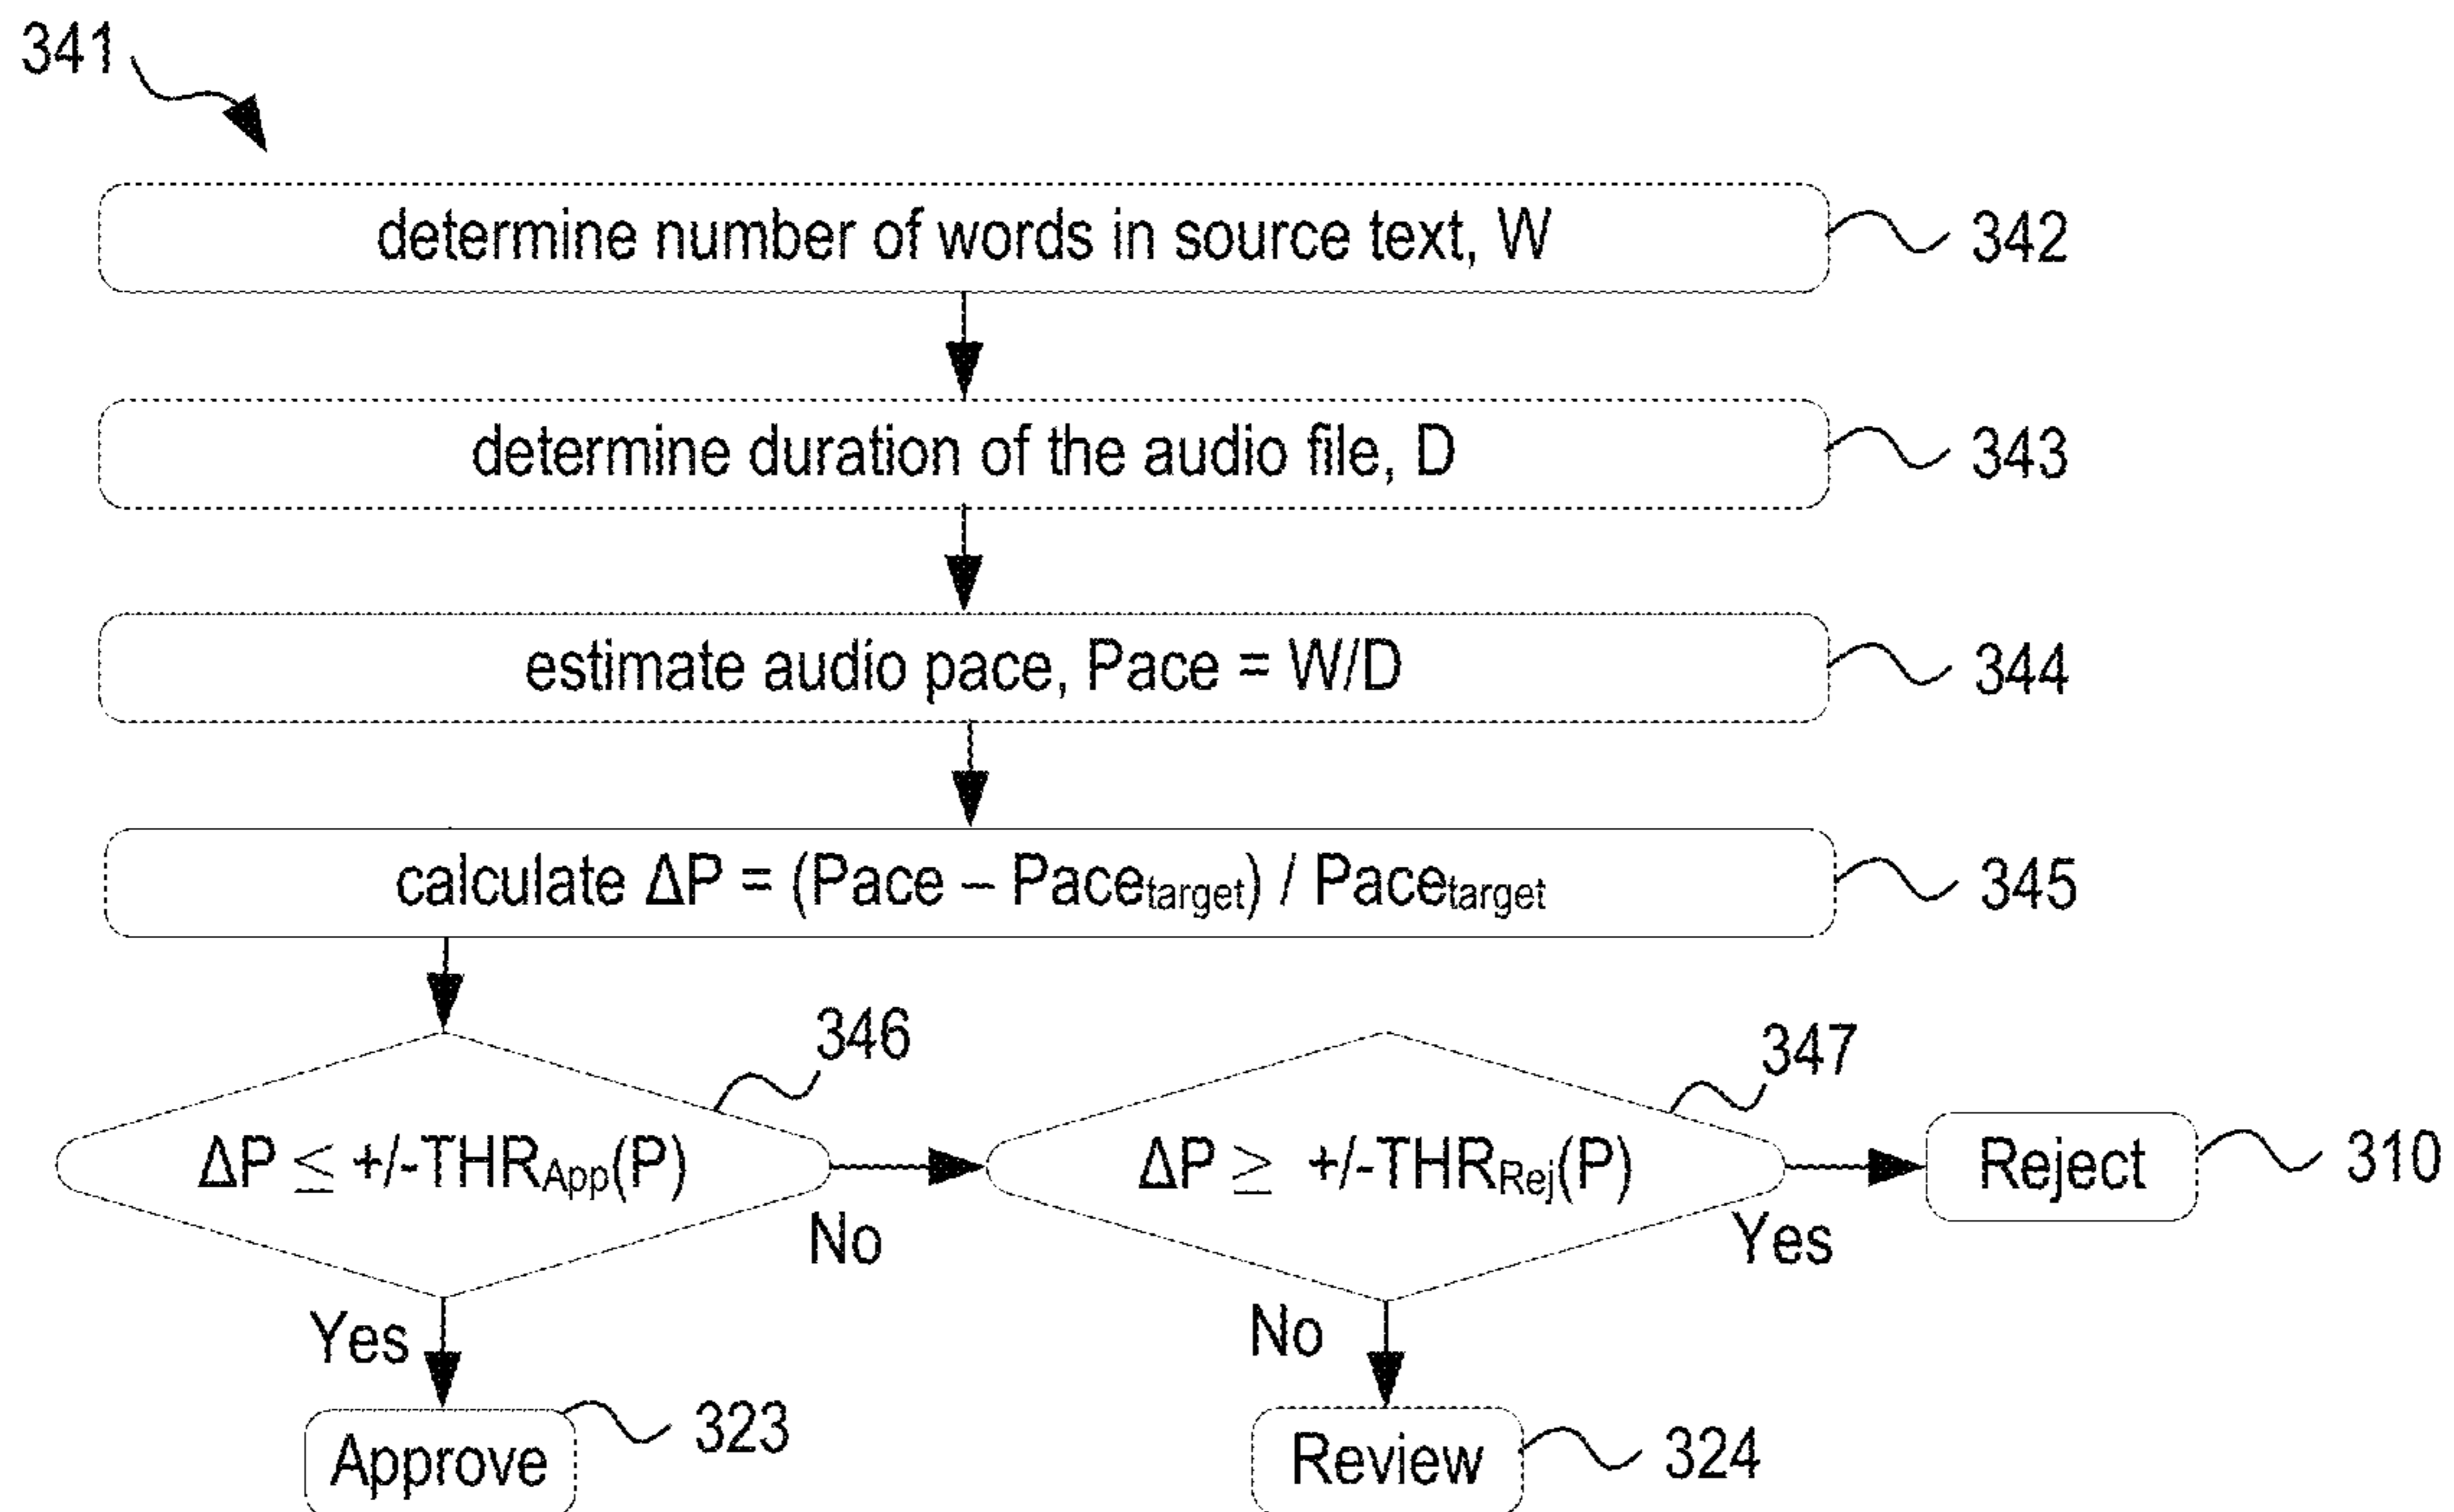 341
determine number of words in source text, W
342
determine duration of the audio file, D
343
estimate audio pace, Pace = W/D
344
calculate ΔP = (Pace – Pacetarget) / Pacetarget
345
346
347
ΔP ≤ +/-THRApp(P)
No
ΔP ≥ +/-THRRej(P)
Yes
Reject
310
Yes
No
Approve
323
Review
324